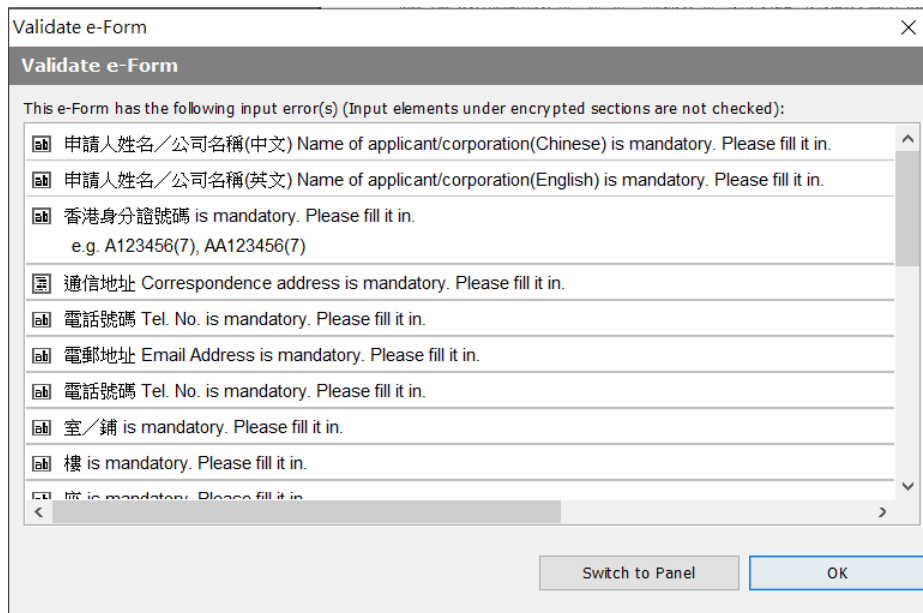 Validate e-Form
Validate e-Form
This e-Form has the following input error(s) (Input elements under encrypted sections are not checked):
申請人姓名／公司名稱(中文) Name of applicant/corporation(Chinese) is mandatory. Please fill it in.
申請人姓名／公司名稱(英文) Name of applicant/corporation(English) is mandatory. Please fill it in.
香港身分證號碼 is mandatory. Please fill it in.
e.g. A123456(7), AA123456(7)
通信地址 Correspondence address is mandatory. Please fill it in.
電話號碼 Tel. No. is mandatory. Please fill it in.
電郵地址 Email Address is mandatory. Please fill it in.
電話號碼 Tel. No. is mandatory. Please fill it in.
室／鋪 is mandatory. Please fill it in.
樓 is mandatory. Please fill it in.
座 is mandatory. Please fill it in.
Switch to Panel
OK